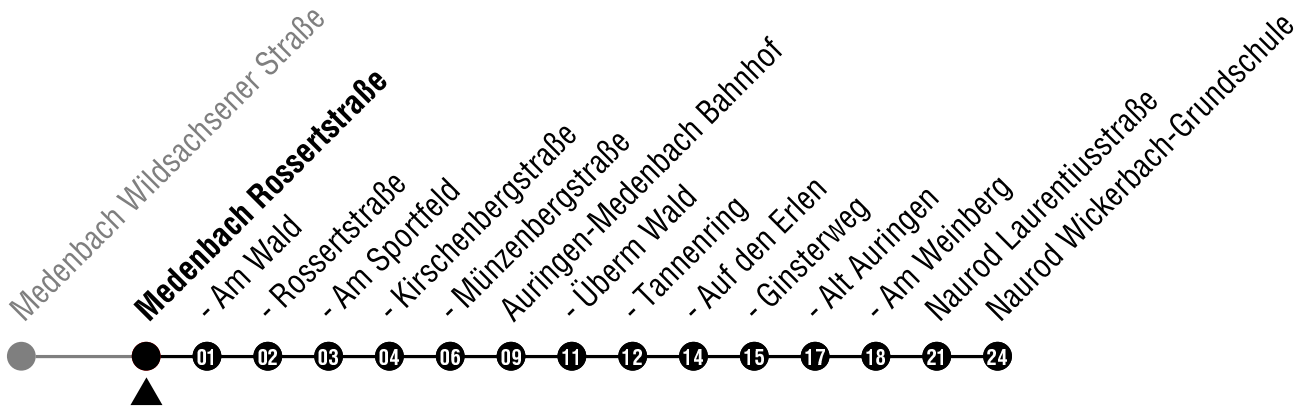 Medenbach Wildsachsener Straße
Medenbach Rossertstraße
- Am Wald
- Rossertstraße
- Am Sportfeld
- Kirschenbergstraße
- Münzenbergstraße
Auringen-Medenbach Bahnhof
- Überm Wald
- Tannenring
- Auf den Erlen
- Ginsterweg
- Alt Auringen
- Am Weinberg
Naurod Laurentiusstraße
Naurod Wickerbach-Grundschule
01 02 03 04 06 09 11 12 14 15 17 18 21 24